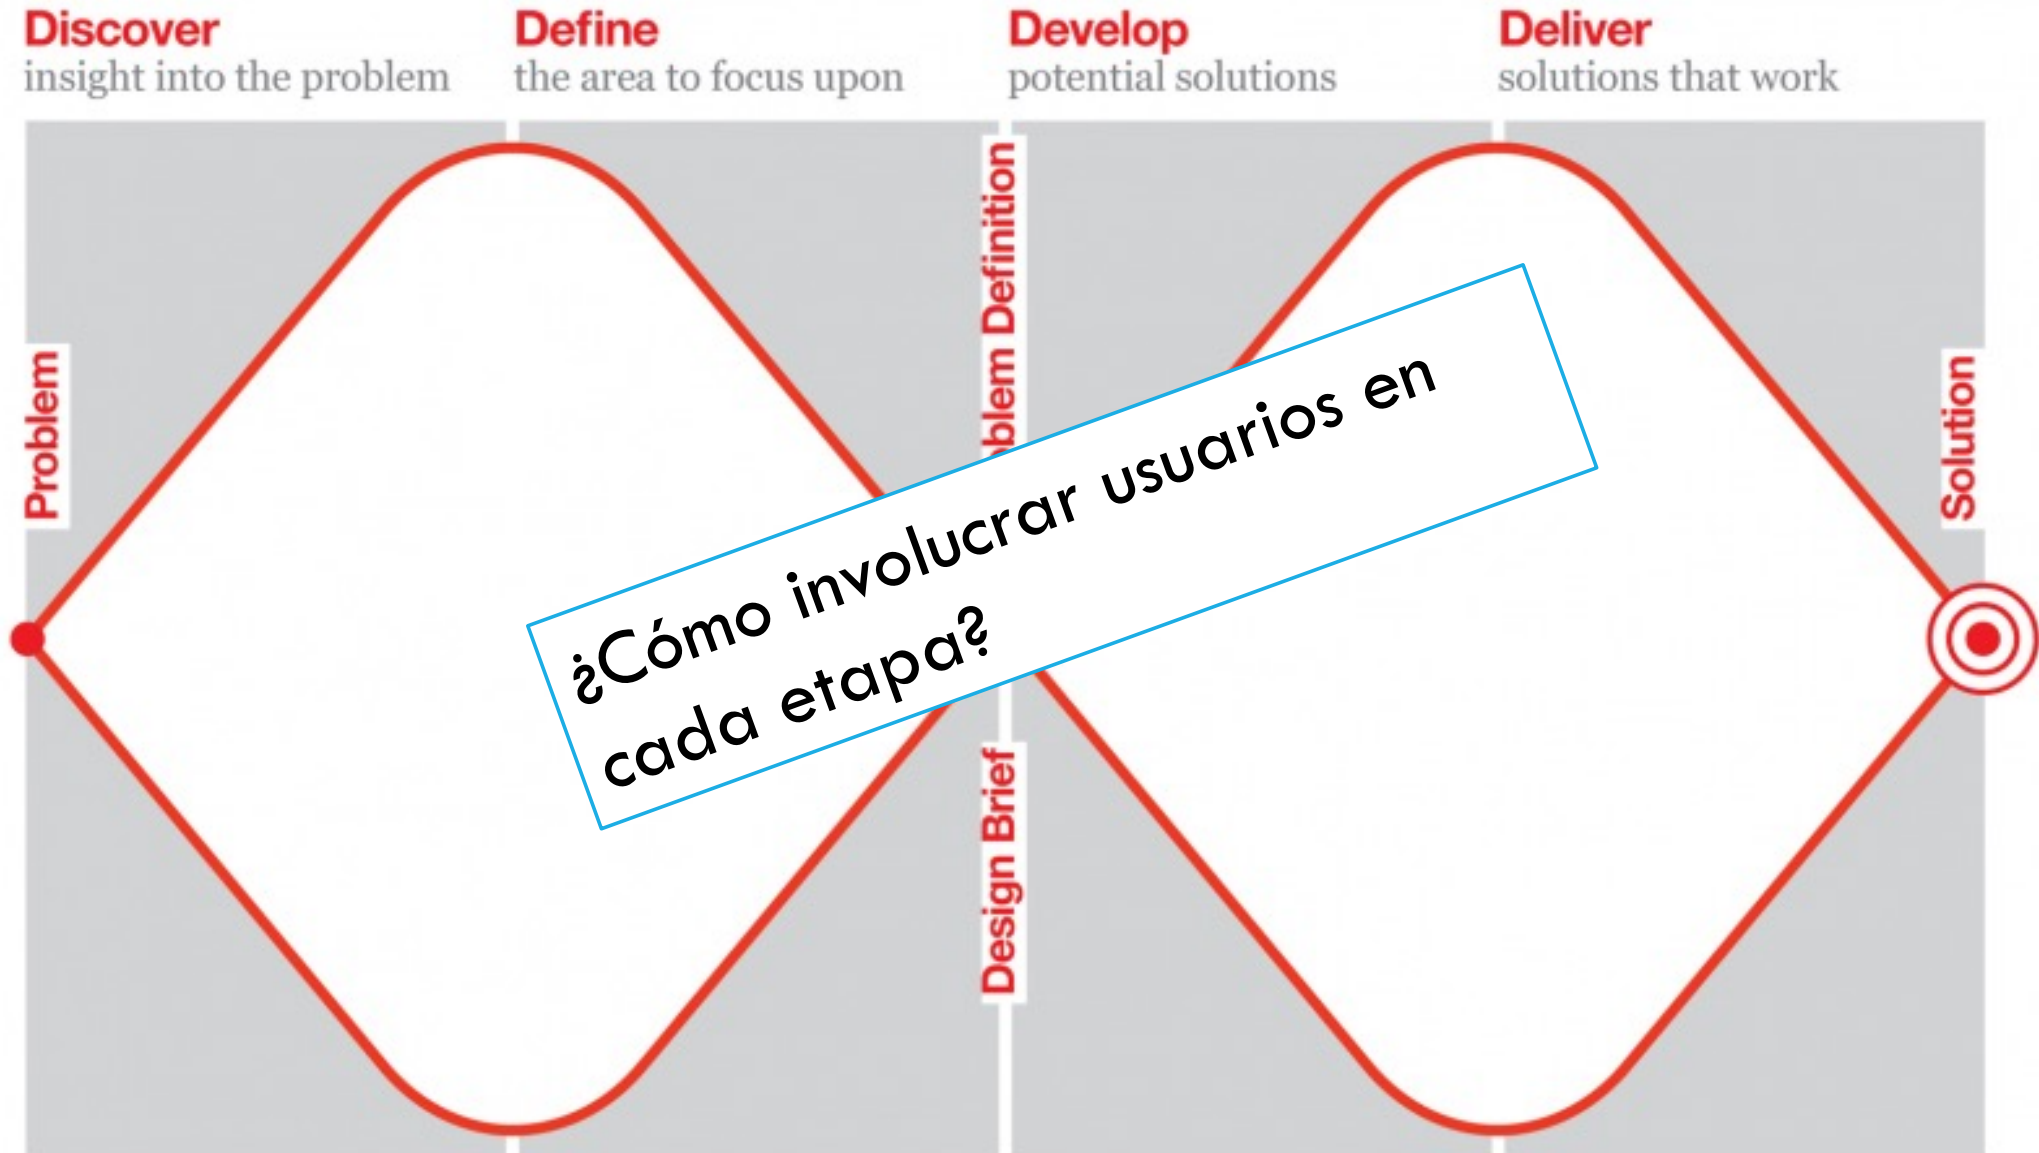 Discover
insight into the problem
Define
the area to focus upon
Develop
potential solutions
Deliver
solutions that work
Problem
Definition
¿Cómo involucrar usuarios en
cada etapa?
Design Brief
Solution